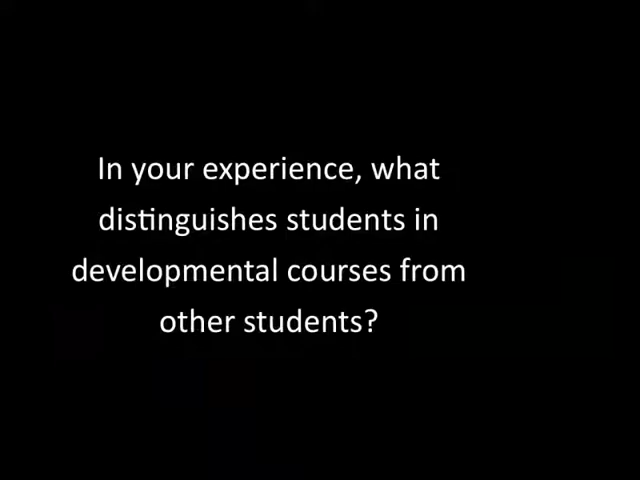 In your experience, what
distinguishes students in
developmental courses from
other students?